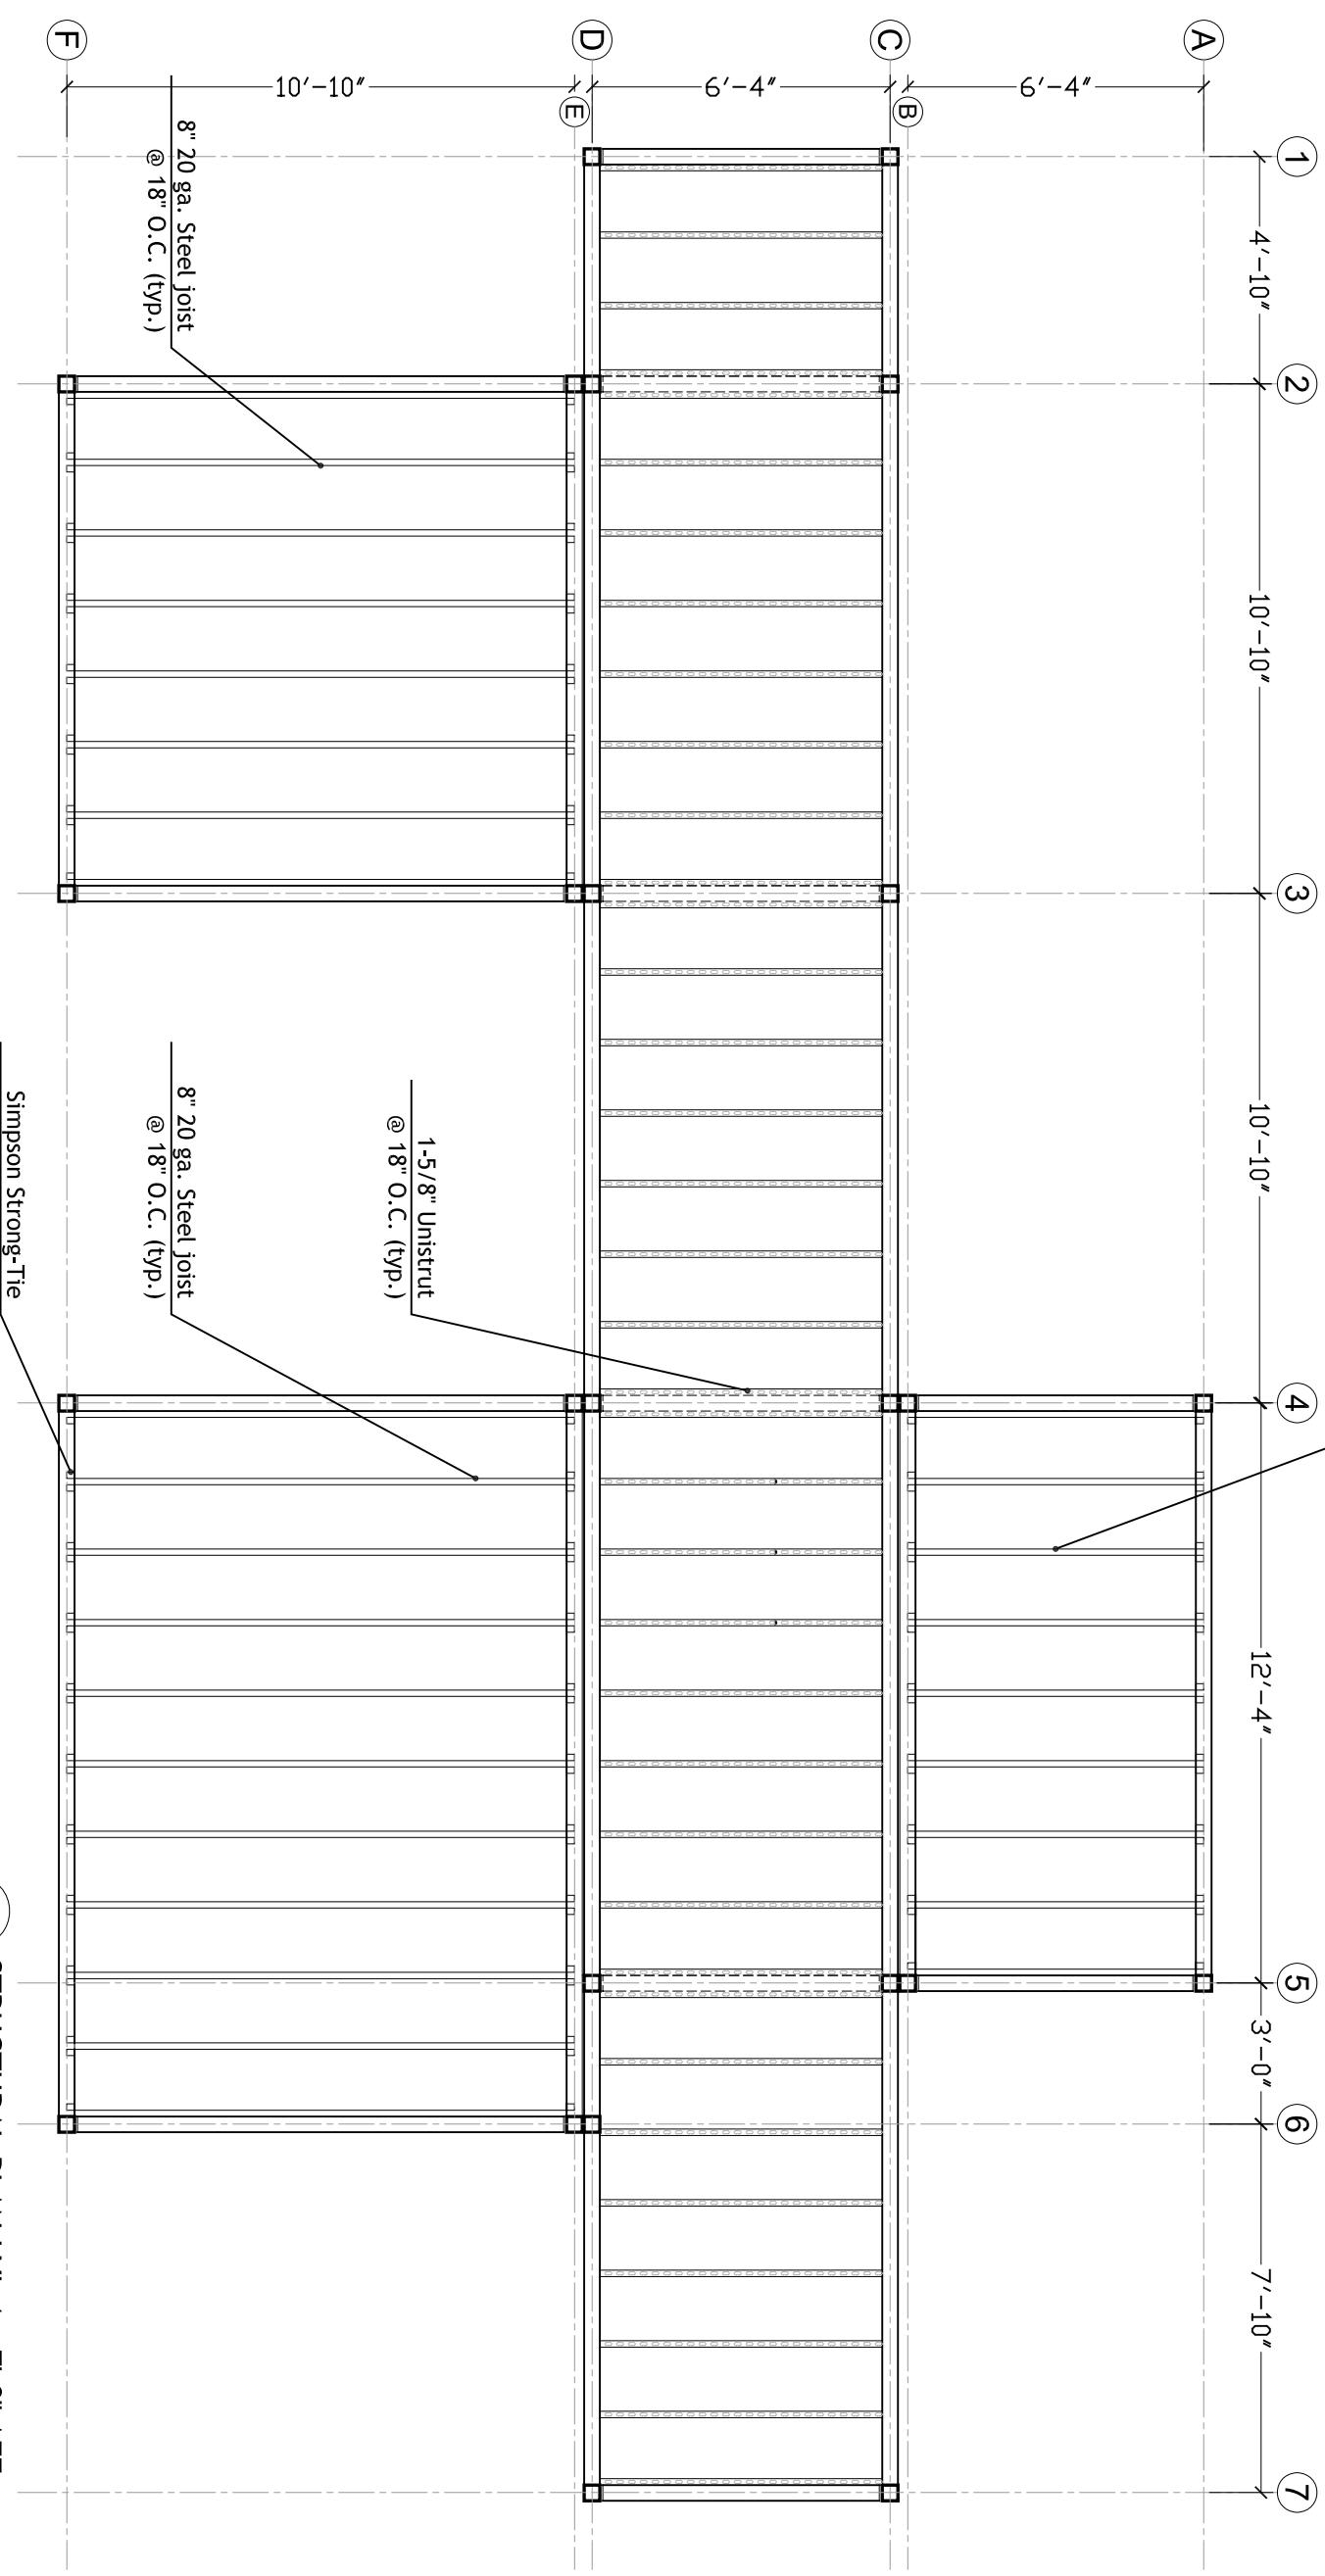 1
2
3
4
5
6
7
4'-10"
10'-10"
10'-10"
12'-4"
3'-0"
7'-10"
A
B
C
D
E
F
6'-4"
6'-4"
10'-10"
1-5/8" Unistrut
@ 18" O.C. (typ.)
8" 20 ga. Steel joist
@ 18" O.C. (typ.)
8" 20 ga. Steel joist
@ 18" O.C. (typ.)
Simpson Strong-Tie